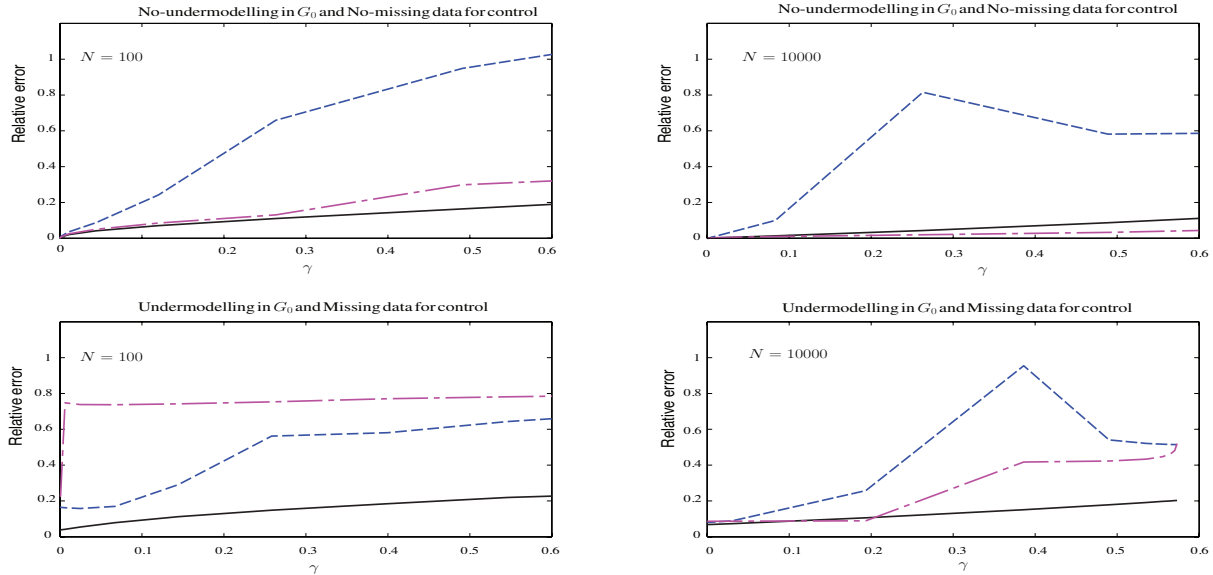 No-undermodelling in G₀ and No-missing data for control
N = 100
Relative error
1
0.8
0.6
0.4
0.2
0
0 0.2 0.3 0.4 0.5 0.6
γ
No-undermodelling in G₀ and No-missing data for control
N = 10000
Relative error
1
0.8
0.6
0.4
0.2
0
0 0.1 0.2 0.3 0.4 0.5 0.6
γ
Undermodelling in G₀ and Missing data for control
N = 100
Relative error
1
0.8
0.6
0.4
0.2
0
0 0.1 0.2 0.3 0.4 0.5 0.6
γ
Undermodelling in G₀ and Missing data for control
N = 10000
Relative error
1
0.8
0.6
0.4
0.2
0
0 0.1 0.2 0.3 0.4 0.5 0.6
γ